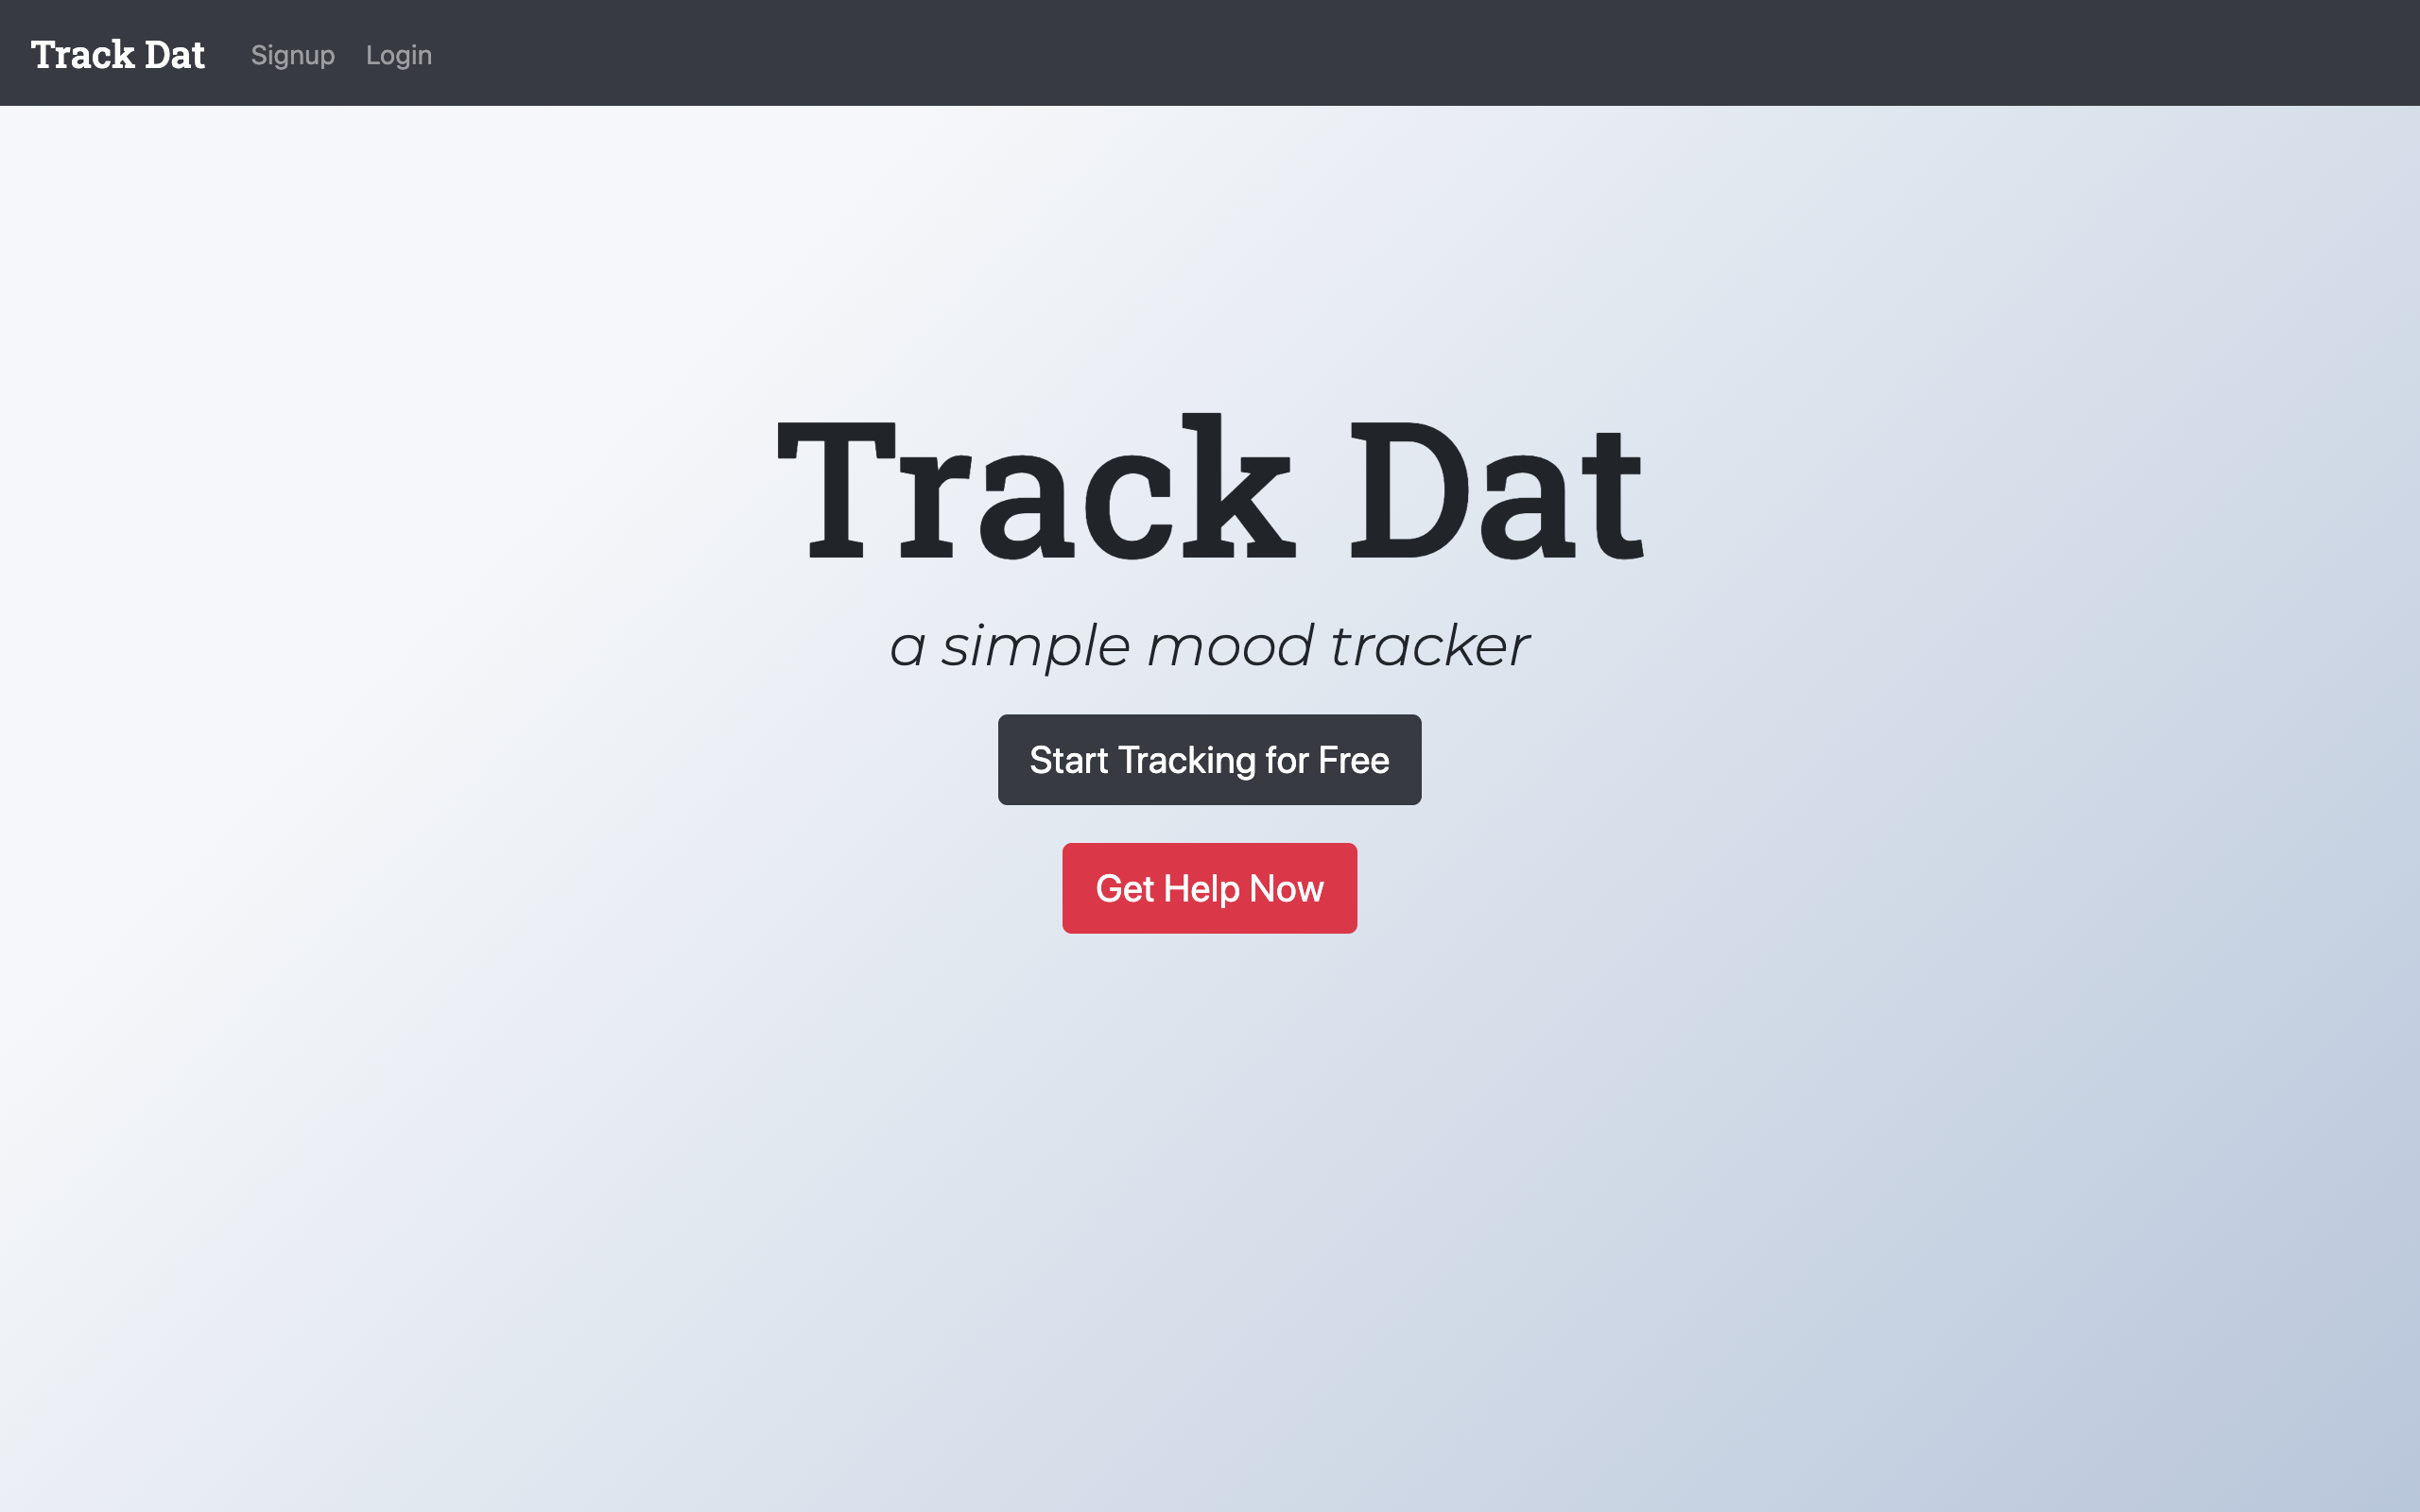 Track Dat Signup Login
Track Dat
a simple mood tracker
Start Tracking for Free
Get Help Now